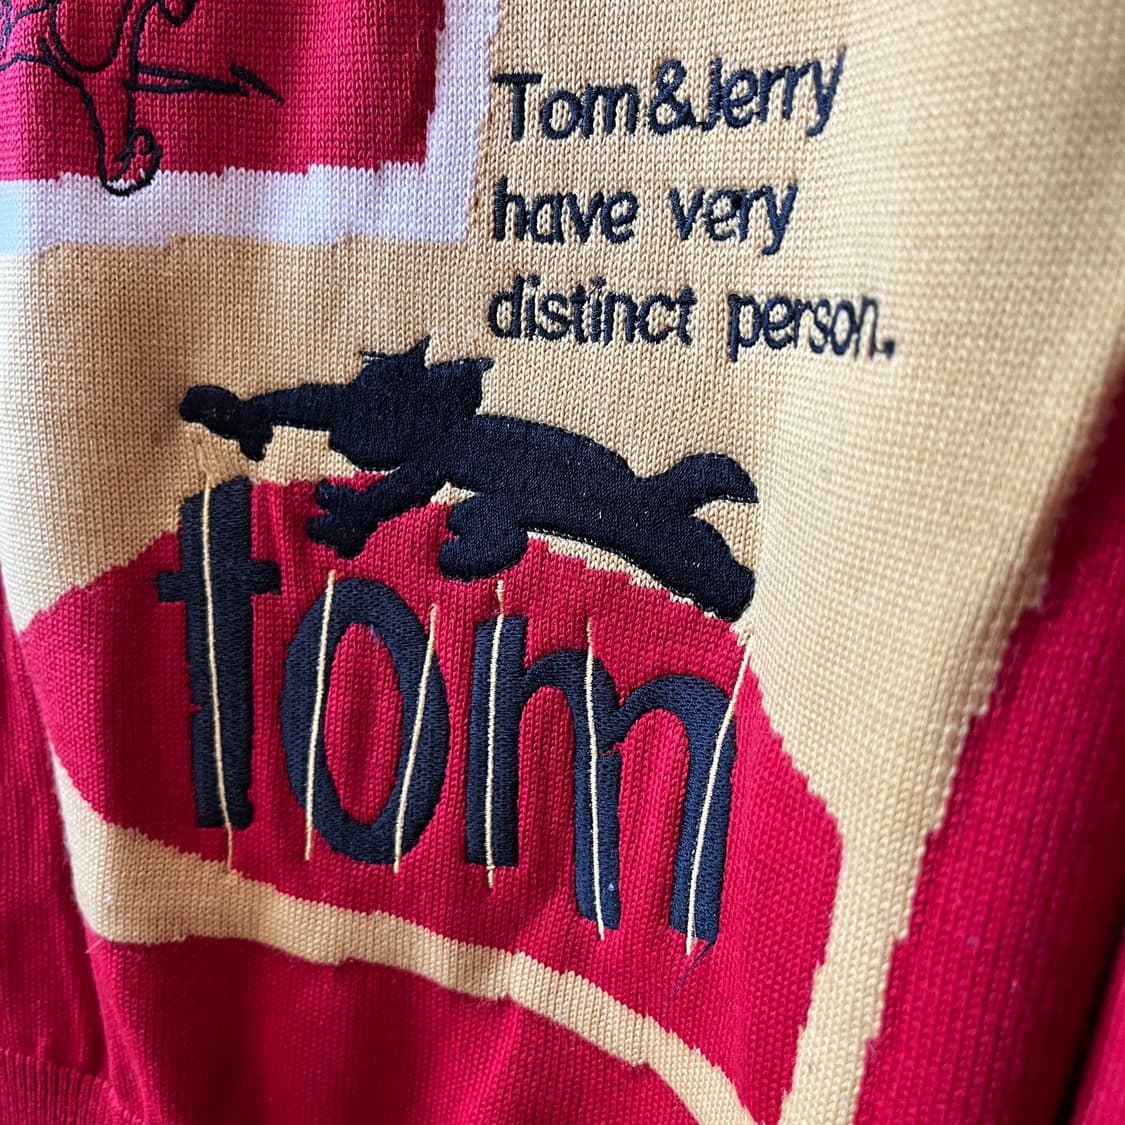 Tom&Jerry
have very
distinct person.
tom